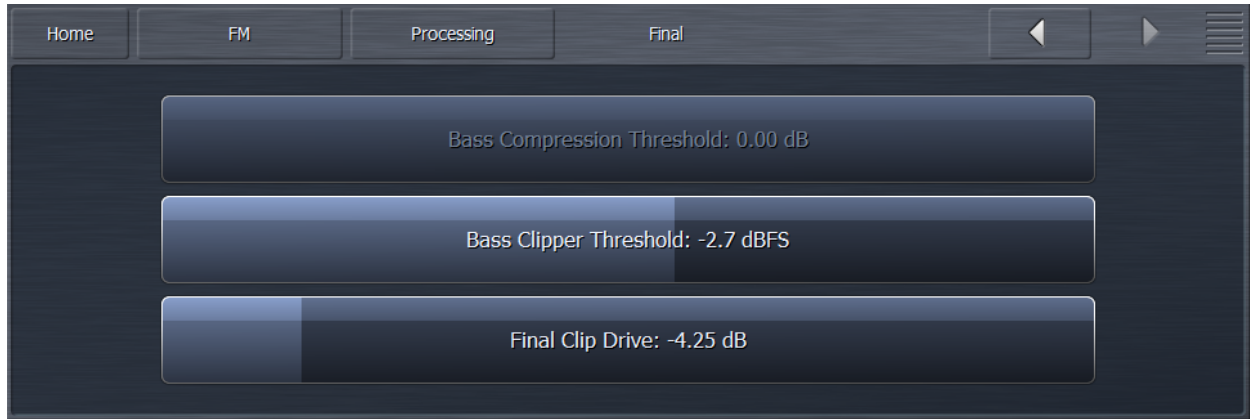 Home
FM
Processing
Final
Bass Compression Threshold: 0.00 dB
Bass Clipper Threshold: -2.7 dBFS
Final Clip Drive: -4.25 dB